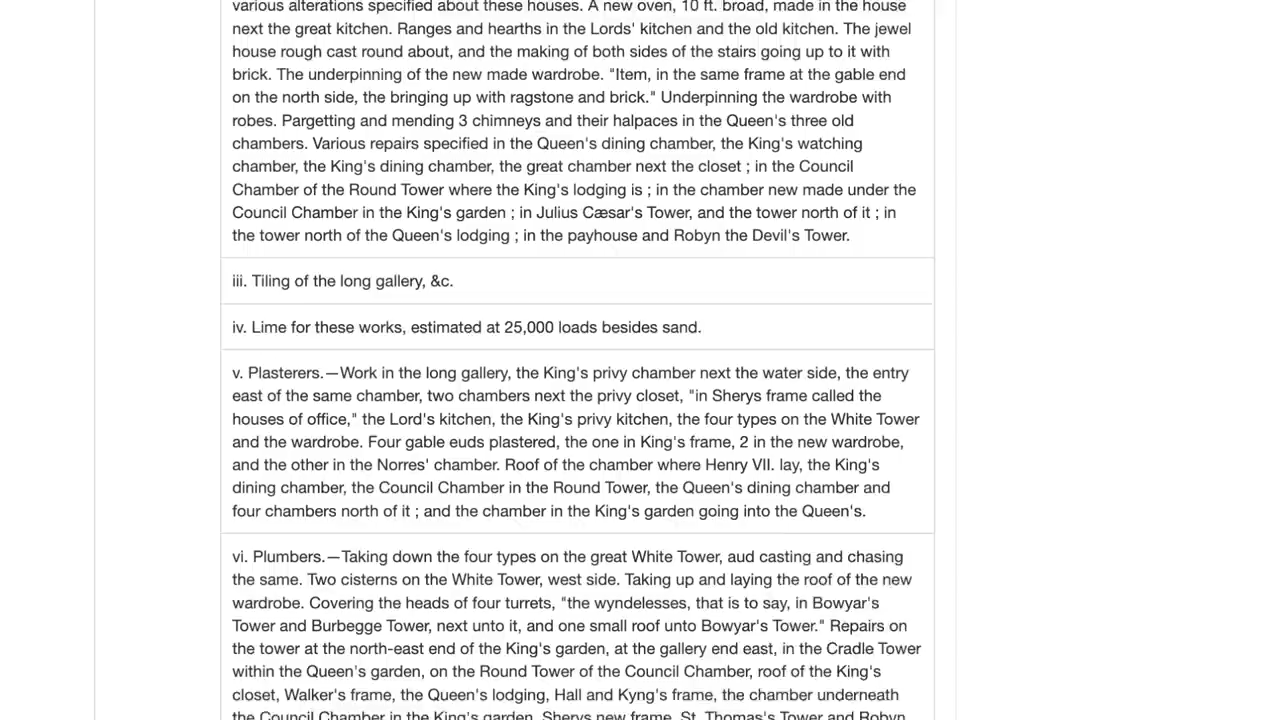 various alterations specified about these houses. A new oven, 10 ft. broad, made in the house
next the great kitchen. Ranges and hearths in the Lords' kitchen and the old kitchen. The jewel
house rough cast round about, and the making of both sides of the stairs going up to it with
brick. The underpinning of the new made wardrobe. "Item, in the same frame at the gable end
on the north side, the bringing up with ragstone and brick." Underpinning the wardrobe with
robes. Pargetting and mending 3 chimneys and their halpaces in the Queen's three old
chambers. Various repairs specified in the Queen's dining chamber, the King's watching
chamber, the King's dining chamber, the great chamber next the closet ; in the Council
Chamber of the Round Tower where the King's lodging is ; in the chamber new made under the
Council Chamber in the King's garden ; in Julius Cæsar's Tower, and the tower north of it ; in
the tower north of the Queen's lodging ; in the payhouse and Robyn the Devil's Tower.
iii. Tiling of the long gallery, &c.
iv. Lime for these works, estimated at 25,000 loads besides sand.
v. Plasterers.—Work in the long gallery, the King's privy chamber next the water side, the entry
east of the same chamber, two chambers next the privy closet, "in Sherys frame called the
houses of office," the Lord's kitchen, the King's privy kitchen, the four types on the White Tower
and the wardrobe. Four gable euds plastered, the one in King's frame, 2 in the new wardrobe,
and the other in the Norres' chamber. Roof of the chamber where Henry VII. lay, the King's
dining chamber, the Council Chamber in the Round Tower, the Queen's dining chamber and
four chambers north of it ; and the chamber in the King's garden going into the Queen's.
vi. Plumbers.—Taking down the four types on the great White Tower, aud casting and chasing
the same. Two cisterns on the White Tower, west side. Taking up and laying the roof of the new
wardrobe. Covering the heads of four turrets, "the wyndelesses, that is to say, in Bowyar's
Tower and Burbegge Tower, next unto it, and one small roof unto Bowyar's Tower." Repairs on
the tower at the north-east end of the King's garden, at the gallery end east, in the Cradle Tower
within the Queen's garden, on the Round Tower of the Council Chamber, roof of the King's
closet, Walker's frame, the Queen's lodging, Hall and Kyng's frame, the chamber underneath
the Council Chamber in the King's garden, Sherys new frame, St. Thomas's Tower and Robyn